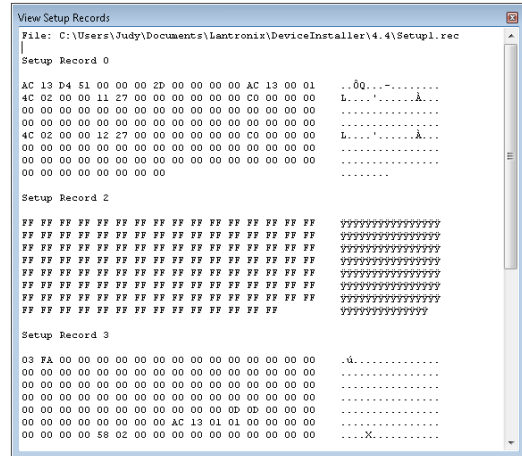 View Setup Records
File: C:\Users\Judy\Documents\Lantronix\DeviceInstaller\4.4\Setup1.rec
Setup Record 0
AC 13 D4 51 00 00 00 2D 00 00 00 00 AC 13 00 01 ..ÔQ...-........
4C 02 00 00 11 27 00 00 00 00 00 00 C0 00 00 00 L....'......À...
00 00 00 00 00 00 00 00 00 00 00 00 00 00 00 00 ................
00 00 00 00 00 00 00 00 00 00 00 00 00 00 00 00 ................
4C 02 00 00 12 27 00 00 00 00 00 00 C0 00 00 00 L....'......À...
00 00 00 00 00 00 00 00 00 00 00 00 00 00 00 00 ................
00 00 00 00 00 00 00 00 00 00 00 00 00 00 00 00 ................
00 00 00 00 00 00 00 00 ........
Setup Record 2
FF FF FF FF FF FF FF FF FF FF FF FF FF FF FF FF ÿÿÿÿÿÿÿÿÿÿÿÿÿÿÿÿ
FF FF FF FF FF FF FF FF FF FF FF FF FF FF FF FF ÿÿÿÿÿÿÿÿÿÿÿÿÿÿÿÿ
FF FF FF FF FF FF FF FF FF FF FF FF FF FF FF FF ÿÿÿÿÿÿÿÿÿÿÿÿÿÿÿÿ
FF FF FF FF FF FF FF FF FF FF FF FF FF FF FF FF ÿÿÿÿÿÿÿÿÿÿÿÿÿÿÿÿ
FF FF FF FF FF FF FF FF FF FF FF FF FF FF FF FF ÿÿÿÿÿÿÿÿÿÿÿÿÿÿÿÿ
FF FF FF FF FF FF FF FF FF FF FF FF FF FF FF FF ÿÿÿÿÿÿÿÿÿÿÿÿÿÿÿÿ
FF FF FF FF FF FF FF FF FF FF FF FF FF FF FF FF ÿÿÿÿÿÿÿÿÿÿÿÿÿÿÿÿ
FF FF FF FF FF FF FF FF FF FF FF FF FF FF ÿÿÿÿÿÿÿÿÿÿÿÿÿÿ
Setup Record 3
03 FA 00 00 00 00 00 00 00 00 00 00 00 00 00 00 .ú..............
00 00 00 00 00 00 00 00 00 00 00 00 00 00 00 00 ................
00 00 00 00 00 00 00 00 00 00 00 00 00 00 00 00 ................
00 00 00 00 00 00 00 00 00 00 00 00 00 00 00 00 ................
00 00 00 00 00 00 00 00 00 00 00 0D 0D 00 00 00 ................
00 00 00 00 00 00 00 00 AC 13 01 01 00 00 00 00 ................
00 00 00 00 58 02 00 00 00 00 00 00 00 00 00 00 ....X...........